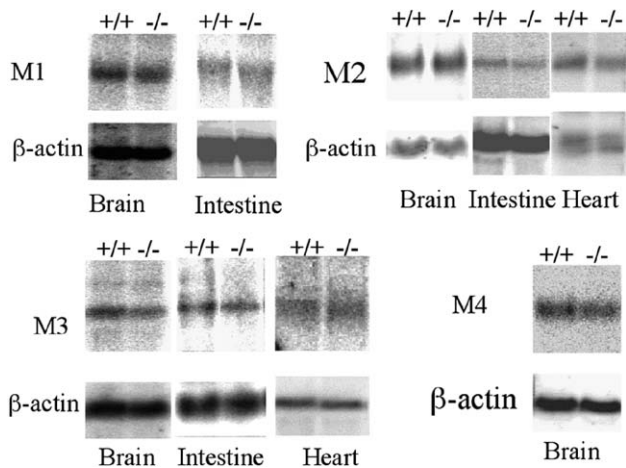 +/+ -/- +/+ -/-
M1
β-actin
Brain Intestine
+/+ -/- +/+ -/- +/+ -/-
M2
β-actin
Brain Intestine Heart
+/+ -/- +/+ -/- +/+ -/-
M3
β-actin
Brain Intestine Heart
+/+ -/-
M4
β-actin
Brain